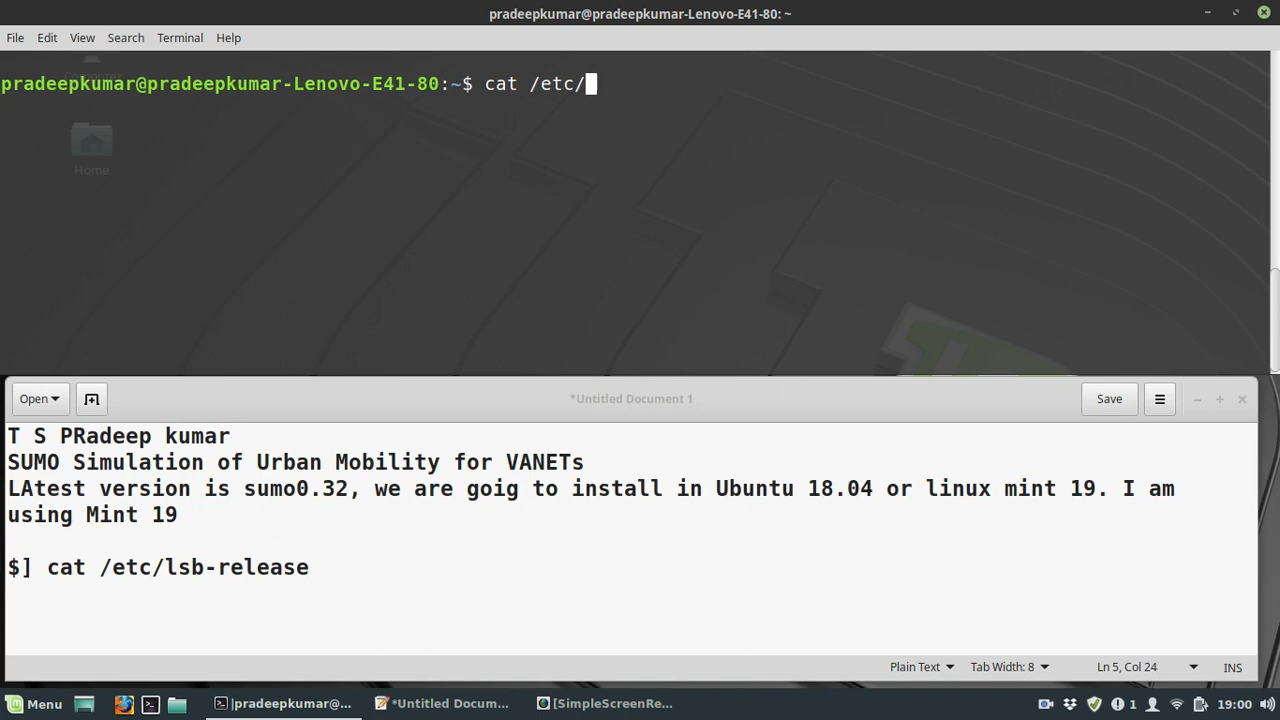 pradeepkumar@pradeepkumar-Lenovo-E41-80: ~
File Edit View Search Terminal Help
Computer
pradeepkumar@pradeepkumar-Lenovo-E41-80:~$ cat /etc/
Home
Open *Untitled Document 1 Save
T S PRadeep kumar
SUMO Simulation of Urban Mobility for VANETs
LAtest version is sumo0.32, we are goig to install in Ubuntu 18.04 or linux mint 19. I am
using Mint 19
$] cat /etc/lsb-release
Plain Text Tab Width: 8 Ln 5, Col 24 INS
Menu |pradeepkumar@... *Untitled Docum... [SimpleScreenRe... 1 19:00